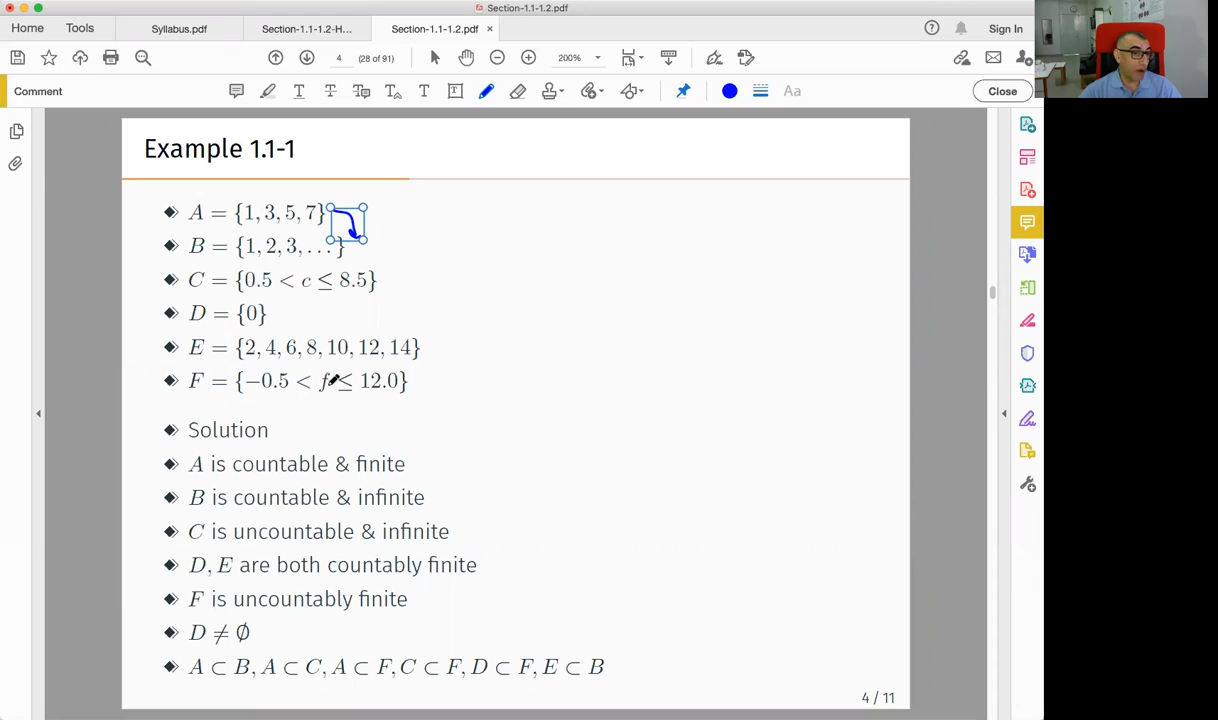 Section-1.1-1.2.pdf
Home Tools Syllabus.pdf Section-1.1-1.2-H... Section-1.1-1.2.pdf × Sign In
4 (28 of 91) 200%
Comment Aa Close
Example 1.1-1
A = {1, 3, 5, 7}
B = {1, 2, 3, . . . }
C = {0.5 < c ≤ 8.5}
D = {0}
E = {2, 4, 6, 8, 10, 12, 14}
F = {−0.5 < f ≤ 12.0}
Solution
A is countable & finite
B is countable & infinite
C is uncountable & infinite
D, E are both countably finite
F is uncountably finite
D ≠ ∅
A ⊂ B, A ⊂ C, A ⊂ F, C ⊂ F, D ⊂ F, E ⊂ B
4 / 11